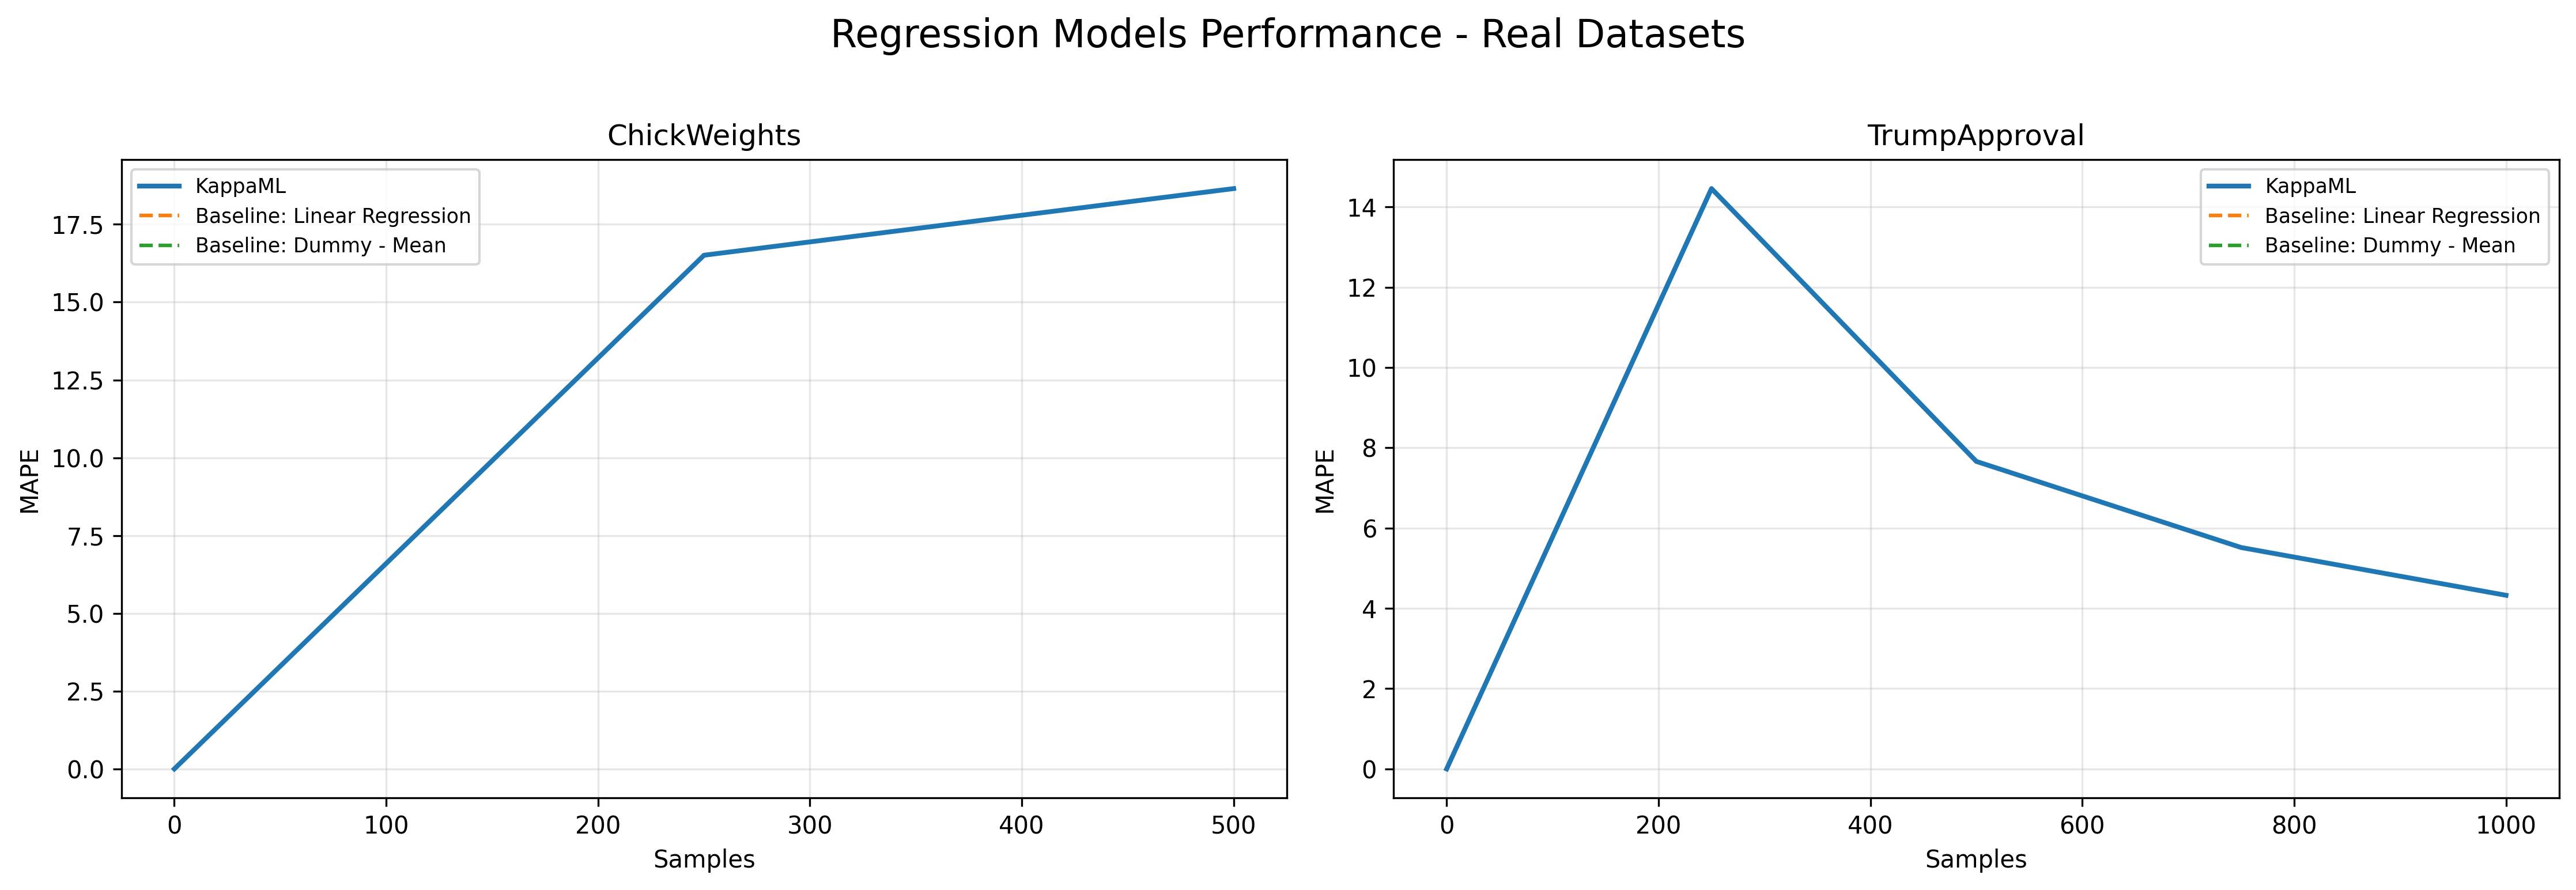 Regression Models Performance - Real Datasets
ChickWeights
KappaML
Baseline: Linear Regression
Baseline: Dummy - Mean
17.5
15.0
12.5
10.0
7.5
5.0
2.5
0.0
MAPE
0 100 200 300 400 500
Samples
TrumpApproval
KappaML
Baseline: Linear Regression
Baseline: Dummy - Mean
14
12
10
8
6
4
2
0
MAPE
0 200 400 600 800 1000
Samples